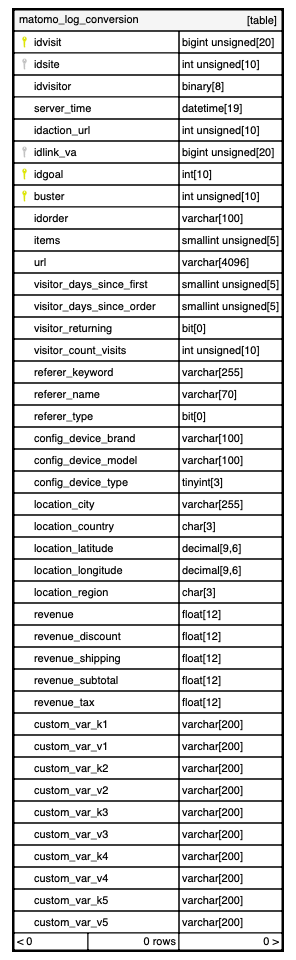 matomo_log_conversion [table]
idvisit bigint unsigned[20]
idsite int unsigned[10]
idvisitor binary[8]
server_time datetime[19]
idaction_url int unsigned[10]
idlink_va bigint unsigned[20]
idgoal int[10]
buster int unsigned[10]
idorder varchar[100]
items smallint unsigned[5]
url varchar[4096]
visitor_days_since_first smallint unsigned[5]
visitor_days_since_order smallint unsigned[5]
visitor_returning bit[0]
visitor_count_visits int unsigned[10]
referer_keyword varchar[255]
referer_name varchar[70]
referer_type bit[0]
config_device_brand varchar[100]
config_device_model varchar[100]
config_device_type tinyint[3]
location_city varchar[255]
location_country char[3]
location_latitude decimal[9,6]
location_longitude decimal[9,6]
location_region char[3]
revenue float[12]
revenue_discount float[12]
revenue_shipping float[12]
revenue_subtotal float[12]
revenue_tax float[12]
custom_var_k1 varchar[200]
custom_var_v1 varchar[200]
custom_var_k2 varchar[200]
custom_var_v2 varchar[200]
custom_var_k3 varchar[200]
custom_var_v3 varchar[200]
custom_var_k4 varchar[200]
custom_var_v4 varchar[200]
custom_var_k5 varchar[200]
custom_var_v5 varchar[200]
< 0 0 rows 0 >